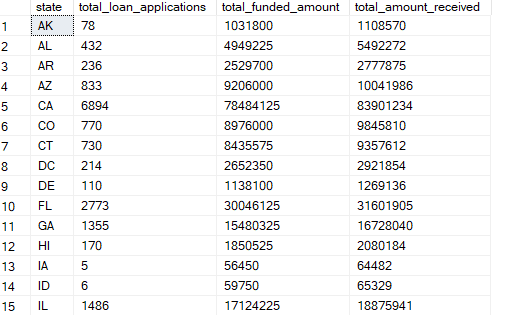 state total_loan_applications total_funded_amount total_amount_received
1 AK 78 1031800 1108570
2 AL 432 4949225 5492272
3 AR 236 2529700 2777875
4 AZ 833 9206000 10041986
5 CA 6894 78484125 83901234
6 CO 770 8976000 9845810
7 CT 730 8435575 9357612
8 DC 214 2652350 2921854
9 DE 110 1138100 1269136
10 FL 2773 30046125 31601905
11 GA 1355 15480325 16728040
12 HI 170 1850525 2080184
13 IA 5 56450 64482
14 ID 6 59750 65329
15 IL 1486 17124225 18875941